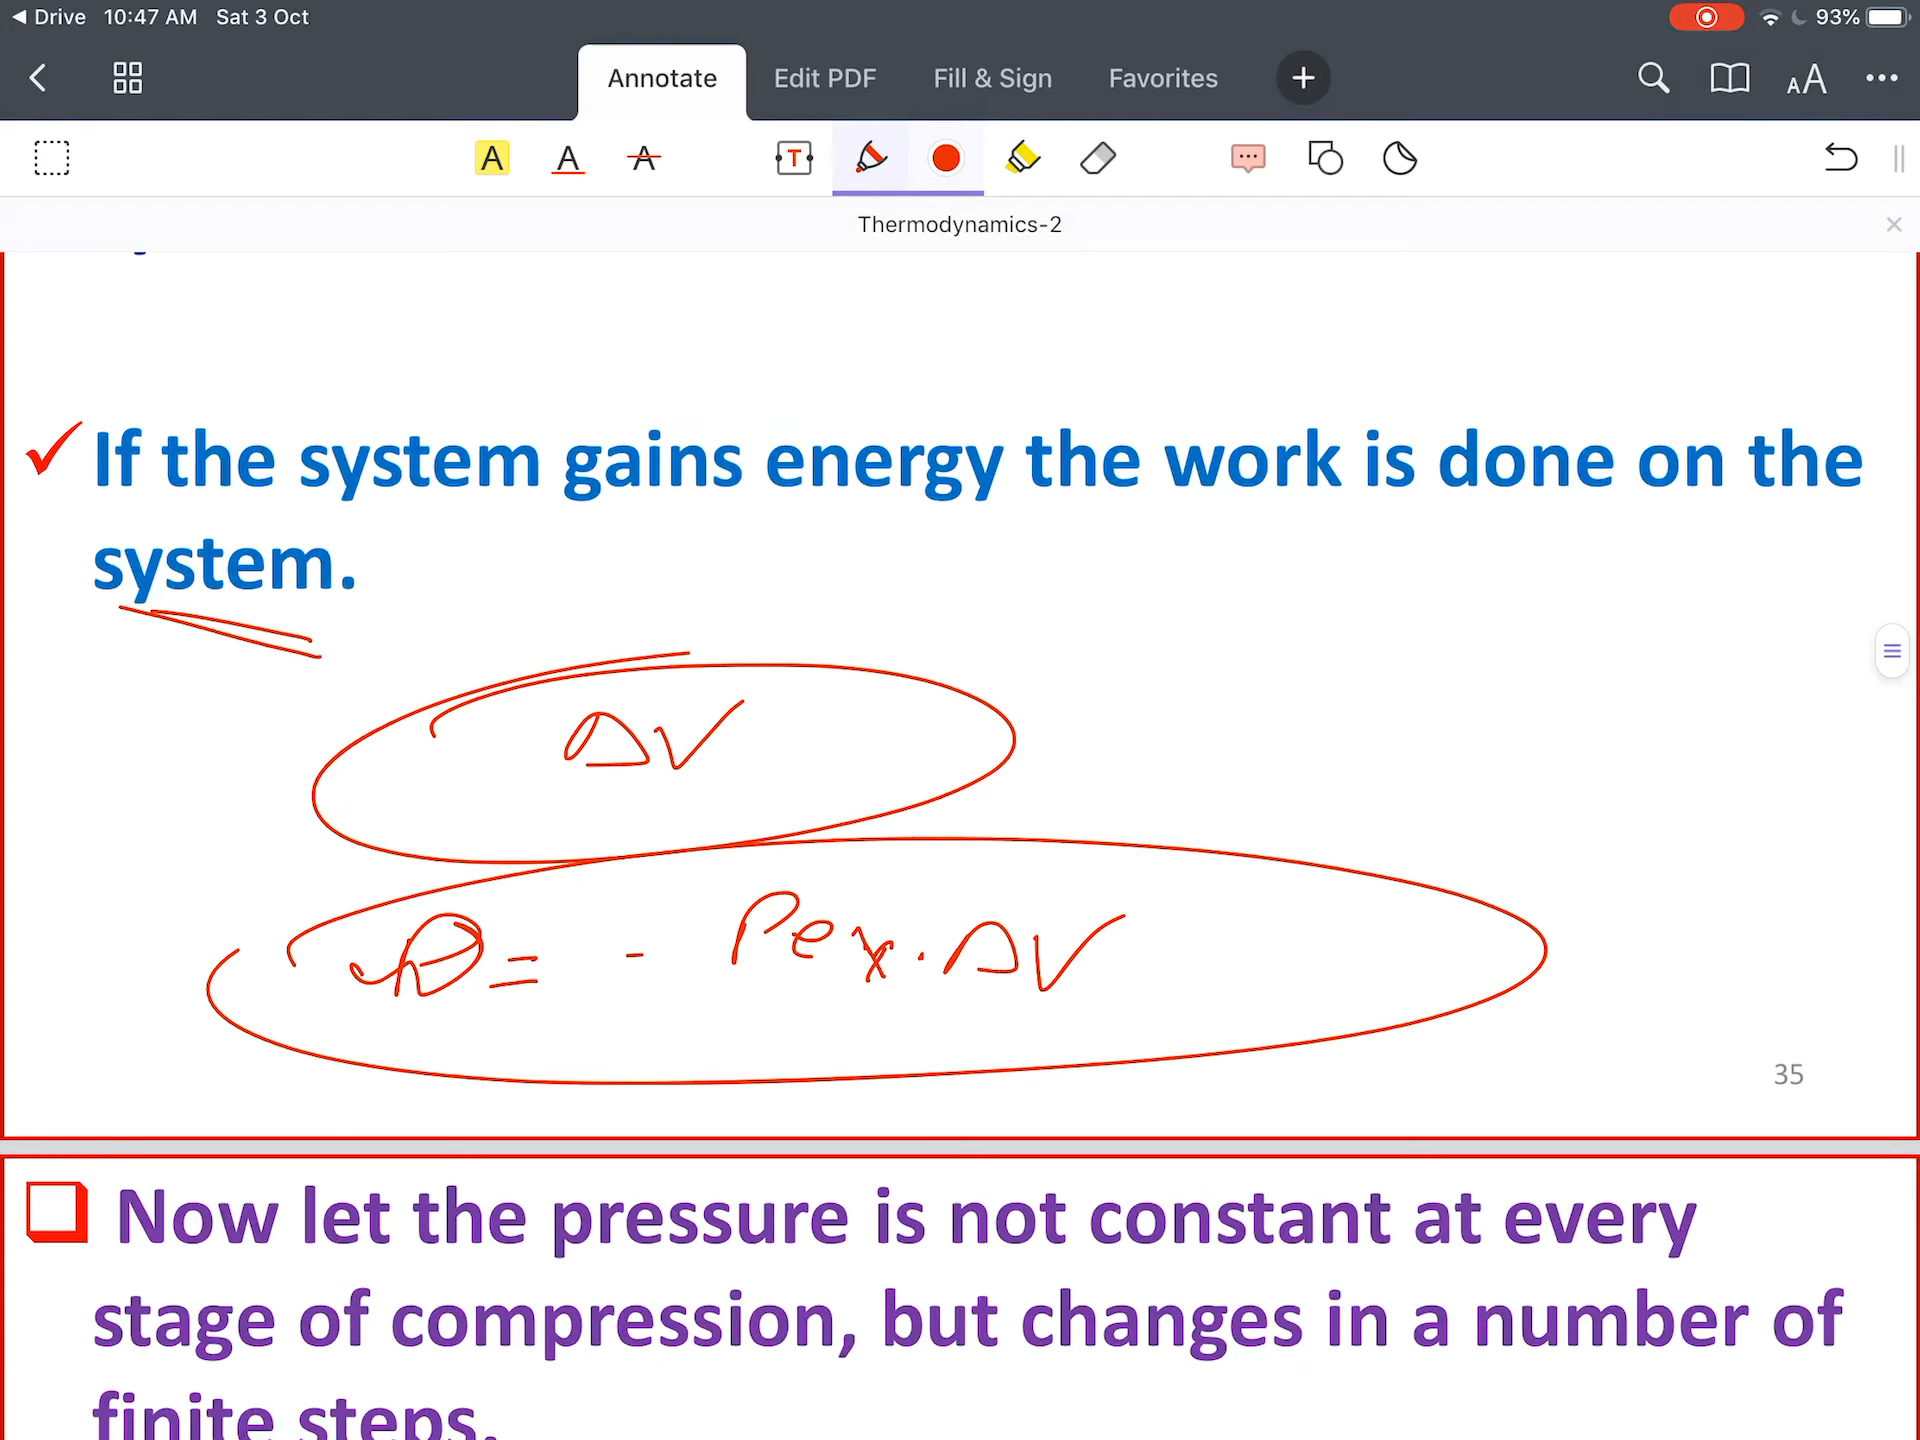 Drive 10:47 AM Sat 3 Oct 93%
Annotate Edit PDF Fill & Sign Favorites
Thermodynamics-2
If the system gains energy the work is done on the
system.
ΔV
= - Pex. ΔV
35
Now let the pressure is not constant at every
stage of compression, but changes in a number of
finite steps.